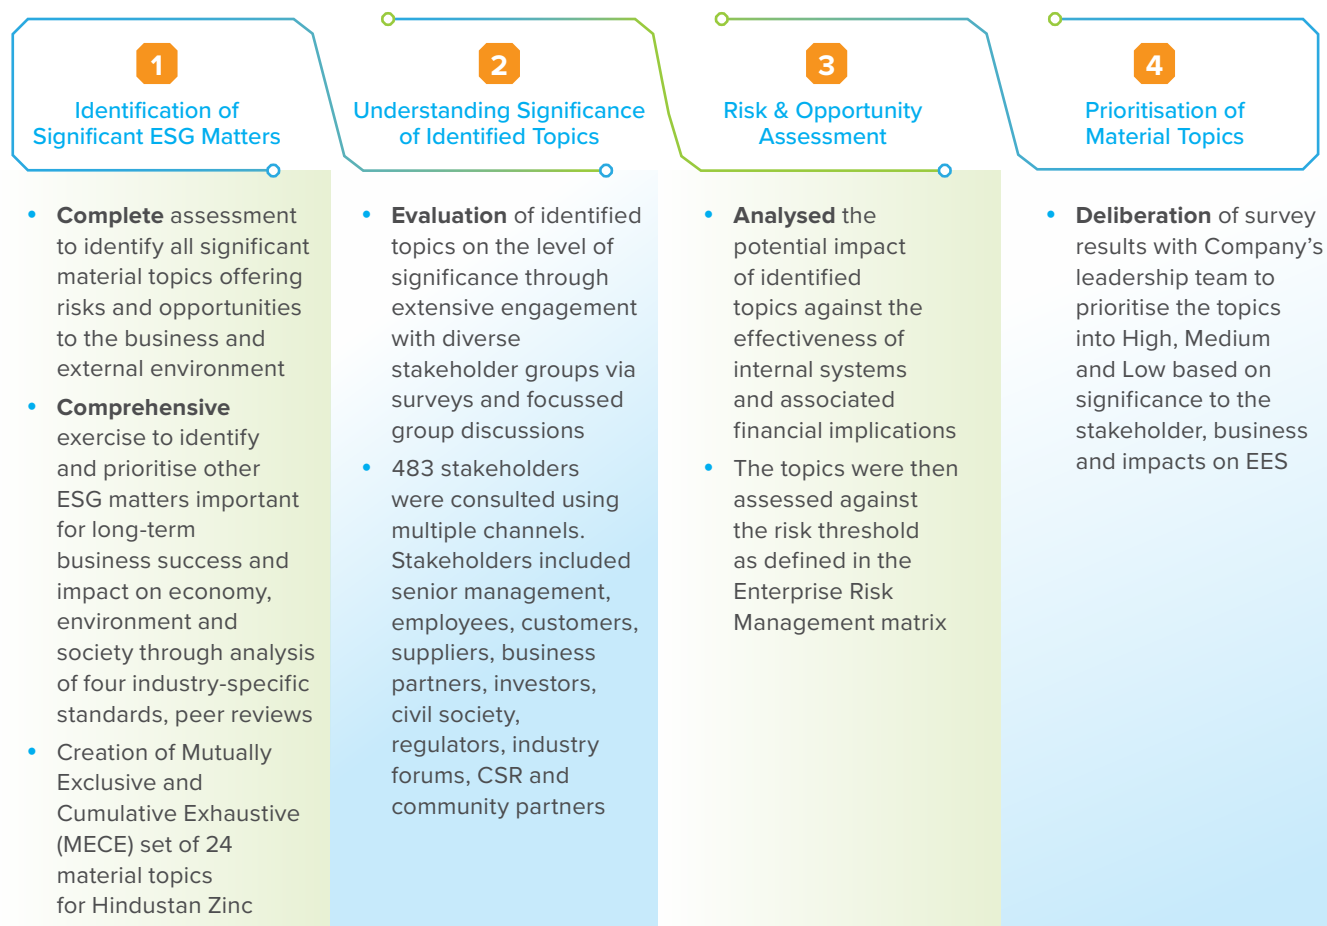 1
Identification of
Significant ESG Matters
• Complete assessment
to identify all significant
material topics offering
risks and opportunities
to the business and
external environment
• Comprehensive
exercise to identify
and prioritise other
ESG matters important
for long-term
business success and
impact on economy,
environment and
society through analysis
of four industry-specific
standards, peer reviews
• Creation of Mutually
Exclusive and
Cumulative Exhaustive
(MECE) set of 24
material topics
for Hindustan Zinc
2
Understanding Significance
of Identified Topics
• Evaluation of identified
topics on the level of
significance through
extensive engagement
with diverse
stakeholder groups via
surveys and focussed
group discussions
• 483 stakeholders
were consulted using
multiple channels.
Stakeholders included
senior management,
employees, customers,
suppliers, business
partners, investors,
civil society,
regulators, industry
forums, CSR and
community partners
3
Risk & Opportunity
Assessment
• Analysed the
potential impact
of identified
topics against the
effectiveness of
internal systems
and associated
financial implications
• The topics were then
assessed against
the risk threshold
as defined in the
Enterprise Risk
Management matrix
4
Prioritisation of
Material Topics
• Deliberation of survey
results with Company's
leadership team to
prioritise the topics
into High, Medium
and Low based on
significance to the
stakeholder, business
and impacts on EES